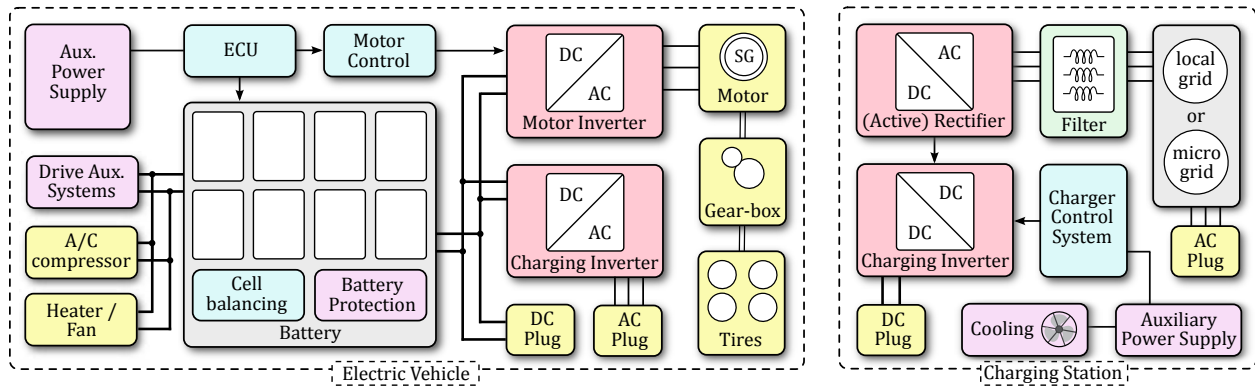 Aux.
Power
Supply
ECU
Motor
Control
DC
AC
Motor Inverter
SG
Motor
Drive Aux.
Systems
A/C
compressor
Heater /
Fan
Cell
balancing
Battery
Protection
Battery
DC
AC
Charging Inverter
Gear-box
DC
Plug
AC
Plug
Tires
Electric Vehicle
AC
DC
(Active) Rectifier
Filter
local
grid
or
micro
grid
DC
DC
Charging Inverter
Charger
Control
System
AC
Plug
DC
Plug
Cooling
Auxiliary
Power Supply
Charging Station